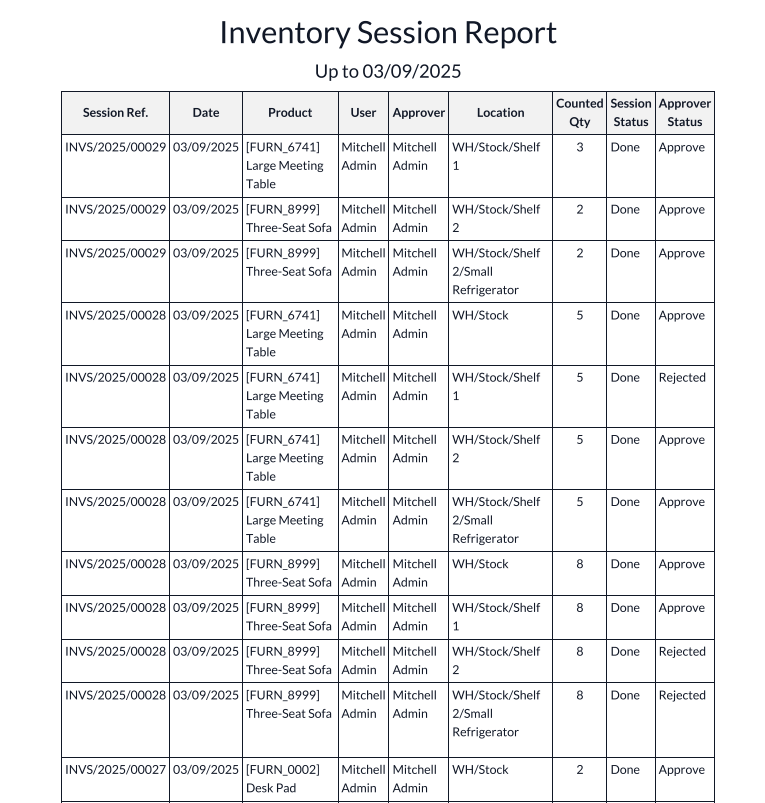 Inventory Session Report
Up to 03/09/2025
Session Ref. Date Product User Approver Location Counted Qty Session Status Approver Status
INVS/2025/00029 03/09/2025 [FURN_6741] Large Meeting Table Mitchell Admin Mitchell Admin WH/Stock/Shelf 1 3 Done Approve
INVS/2025/00029 03/09/2025 [FURN_8999] Three-Seat Sofa Mitchell Admin Mitchell Admin WH/Stock/Shelf 2 2 Done Approve
INVS/2025/00029 03/09/2025 [FURN_8999] Three-Seat Sofa Mitchell Admin Mitchell Admin WH/Stock/Shelf 2/Small Refrigerator 2 Done Approve
INVS/2025/00028 03/09/2025 [FURN_6741] Large Meeting Table Mitchell Admin Mitchell Admin WH/Stock 5 Done Approve
INVS/2025/00028 03/09/2025 [FURN_6741] Large Meeting Table Mitchell Admin Mitchell Admin WH/Stock/Shelf 1 5 Done Rejected
INVS/2025/00028 03/09/2025 [FURN_6741] Large Meeting Table Mitchell Admin Mitchell Admin WH/Stock/Shelf 2 5 Done Approve
INVS/2025/00028 03/09/2025 [FURN_6741] Large Meeting Table Mitchell Admin Mitchell Admin WH/Stock/Shelf 2/Small Refrigerator 5 Done Approve
INVS/2025/00028 03/09/2025 [FURN_8999] Three-Seat Sofa Mitchell Admin Mitchell Admin WH/Stock 8 Done Approve
INVS/2025/00028 03/09/2025 [FURN_8999] Three-Seat Sofa Mitchell Admin Mitchell Admin WH/Stock/Shelf 1 8 Done Approve
INVS/2025/00028 03/09/2025 [FURN_8999] Three-Seat Sofa Mitchell Admin Mitchell Admin WH/Stock/Shelf 2 8 Done Rejected
INVS/2025/00028 03/09/2025 [FURN_8999] Three-Seat Sofa Mitchell Admin Mitchell Admin WH/Stock/Shelf 2/Small Refrigerator 8 Done Rejected
INVS/2025/00027 03/09/2025 [FURN_0002] Desk Pad Mitchell Admin Mitchell Admin WH/Stock 2 Done Approve